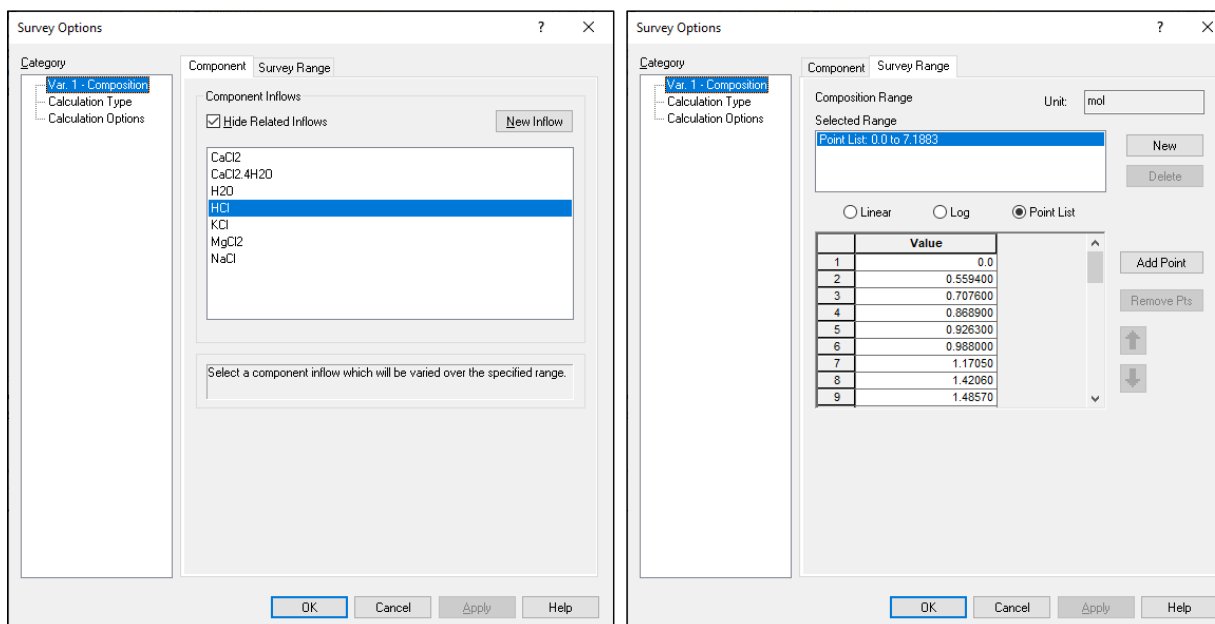 Survey Options
?
Category
Var. 1 - Composition
Calculation Type
Calculation Options
Component
Survey Range
Component Inflows
Hide Related Inflows
New Inflow
CaCl2
CaCl2.4H2O
H2O
HCl
KCl
MgCl2
NaCl
Select a component inflow which will be varied over the specified range.
OK
Cancel
Apply
Help
Survey Options
?
Category
Var. 1 - Composition
Calculation Type
Calculation Options
Component
Survey Range
Composition Range
Unit:
mol
Selected Range
Point List: 0.0 to 7.1883
New
Delete
Linear
Log
Point List
Value
1 0.0
2 0.559400
3 0.707600
4 0.868900
5 0.926300
6 0.988000
7 1.17050
8 1.42060
9 1.48570
Add Point
Remove Pts
OK
Cancel
Apply
Help